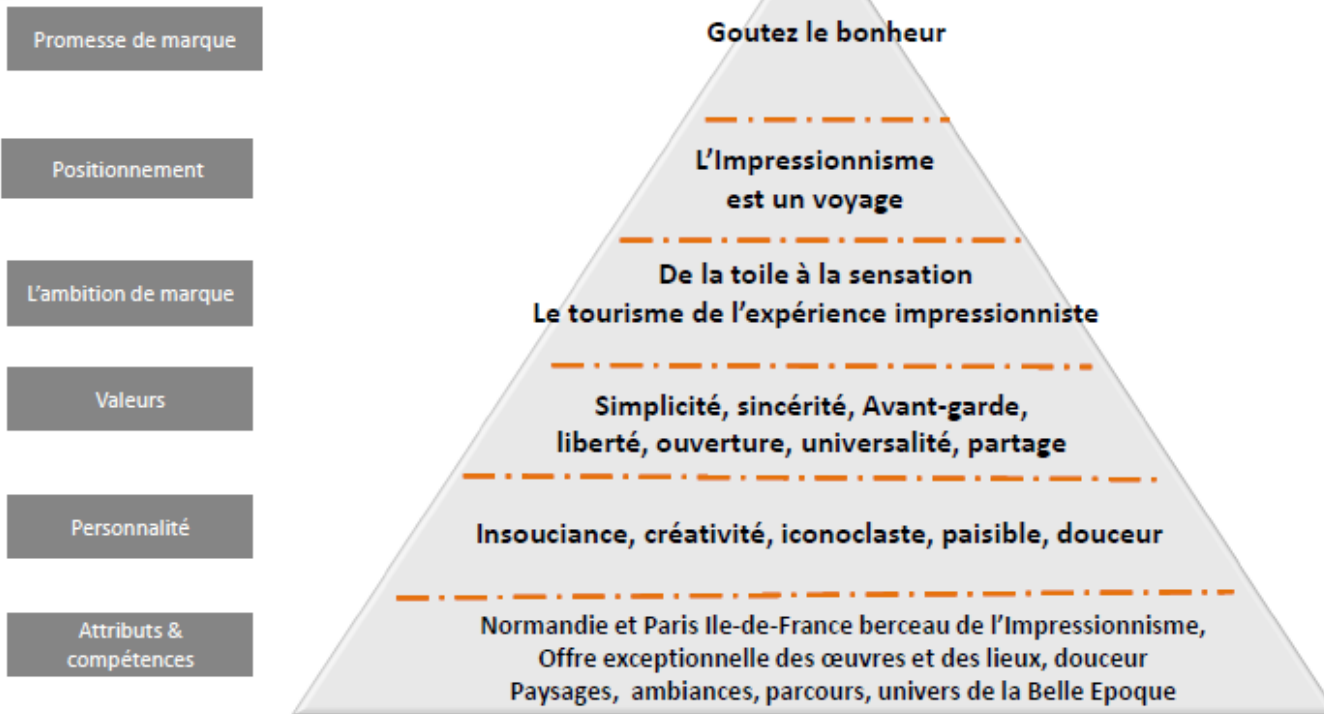 Promesse de marque
Goutez le bonheur
Positionnement
L’Impressionnisme
est un voyage
L’ambition de marque
De la toile à la sensation
Le tourisme de l’expérience impressionniste
Valeurs
Simplicité, sincérité, Avant-garde,
liberté, ouverture, universalité, partage
Personnalité
Insouciance, créativité, iconoclaste, paisible, douceur
Attributs &
compétences
Normandie et Paris Ile-de-France berceau de l’Impressionnisme,
Offre exceptionnelle des œuvres et des lieux, douceur
Paysages, ambiances, parcours, univers de la Belle Epoque